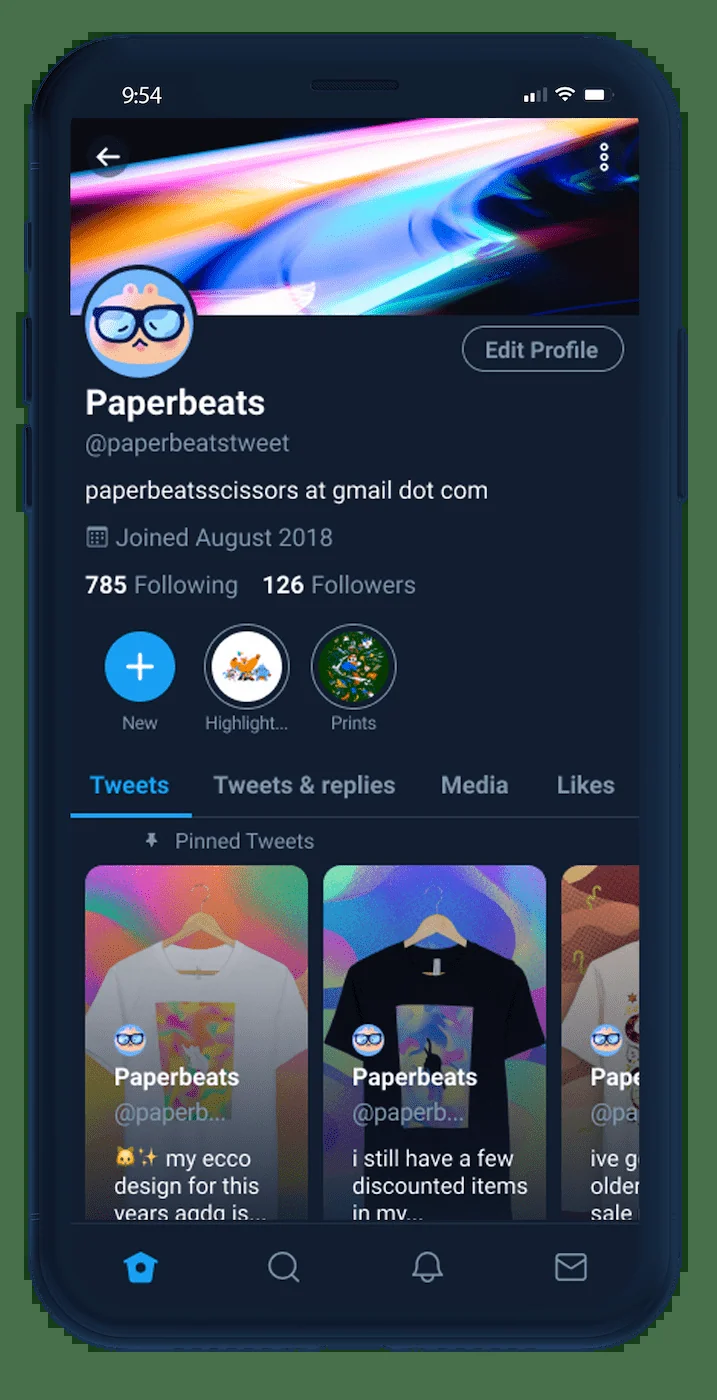 9:54
Edit Profile
Paperbeats
@paperbeatstweet
paperbeatsscissors at gmail dot com
Joined August 2018
785 Following 126 Followers
New Highlight... Prints
Tweets Tweets & replies Media Likes
Pinned Tweets
Paperbeats
@paperb...
🐱✨ my ecco
design for this
years agdg is...
Paperbeats
@paperb...
i still have a few
discounted items
in my...
Pape
@pa
ive g
older
sale